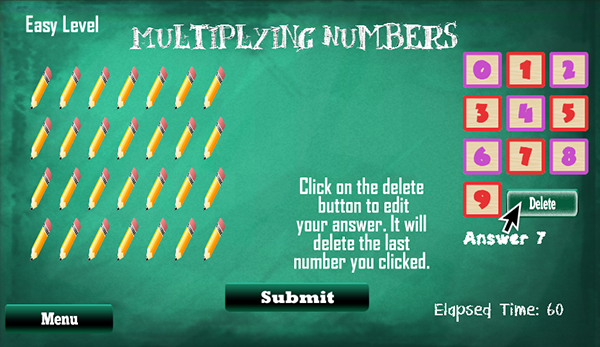 Easy Level
MULTIPLYING NUMBERS
0 1 2
3 4 5
6 7 8
9 Delete
Answer 7
Click on the delete
button to edit
your answer. It will
delete the last
number you clicked.
Submit
Elapsed Time: 60
Menu